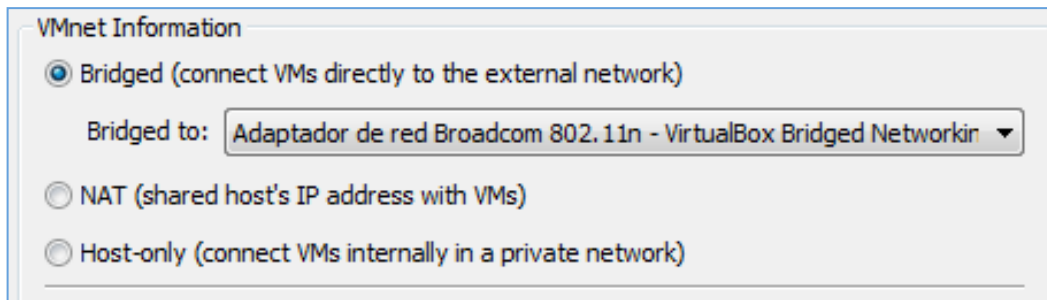 VMnet Information
Bridged (connect VMs directly to the external network)
Bridged to: Adaptador de red Broadcom 802.11n - VirtualBox Bridged Networkin
NAT (shared host's IP address with VMs)
Host-only (connect VMs internally in a private network)